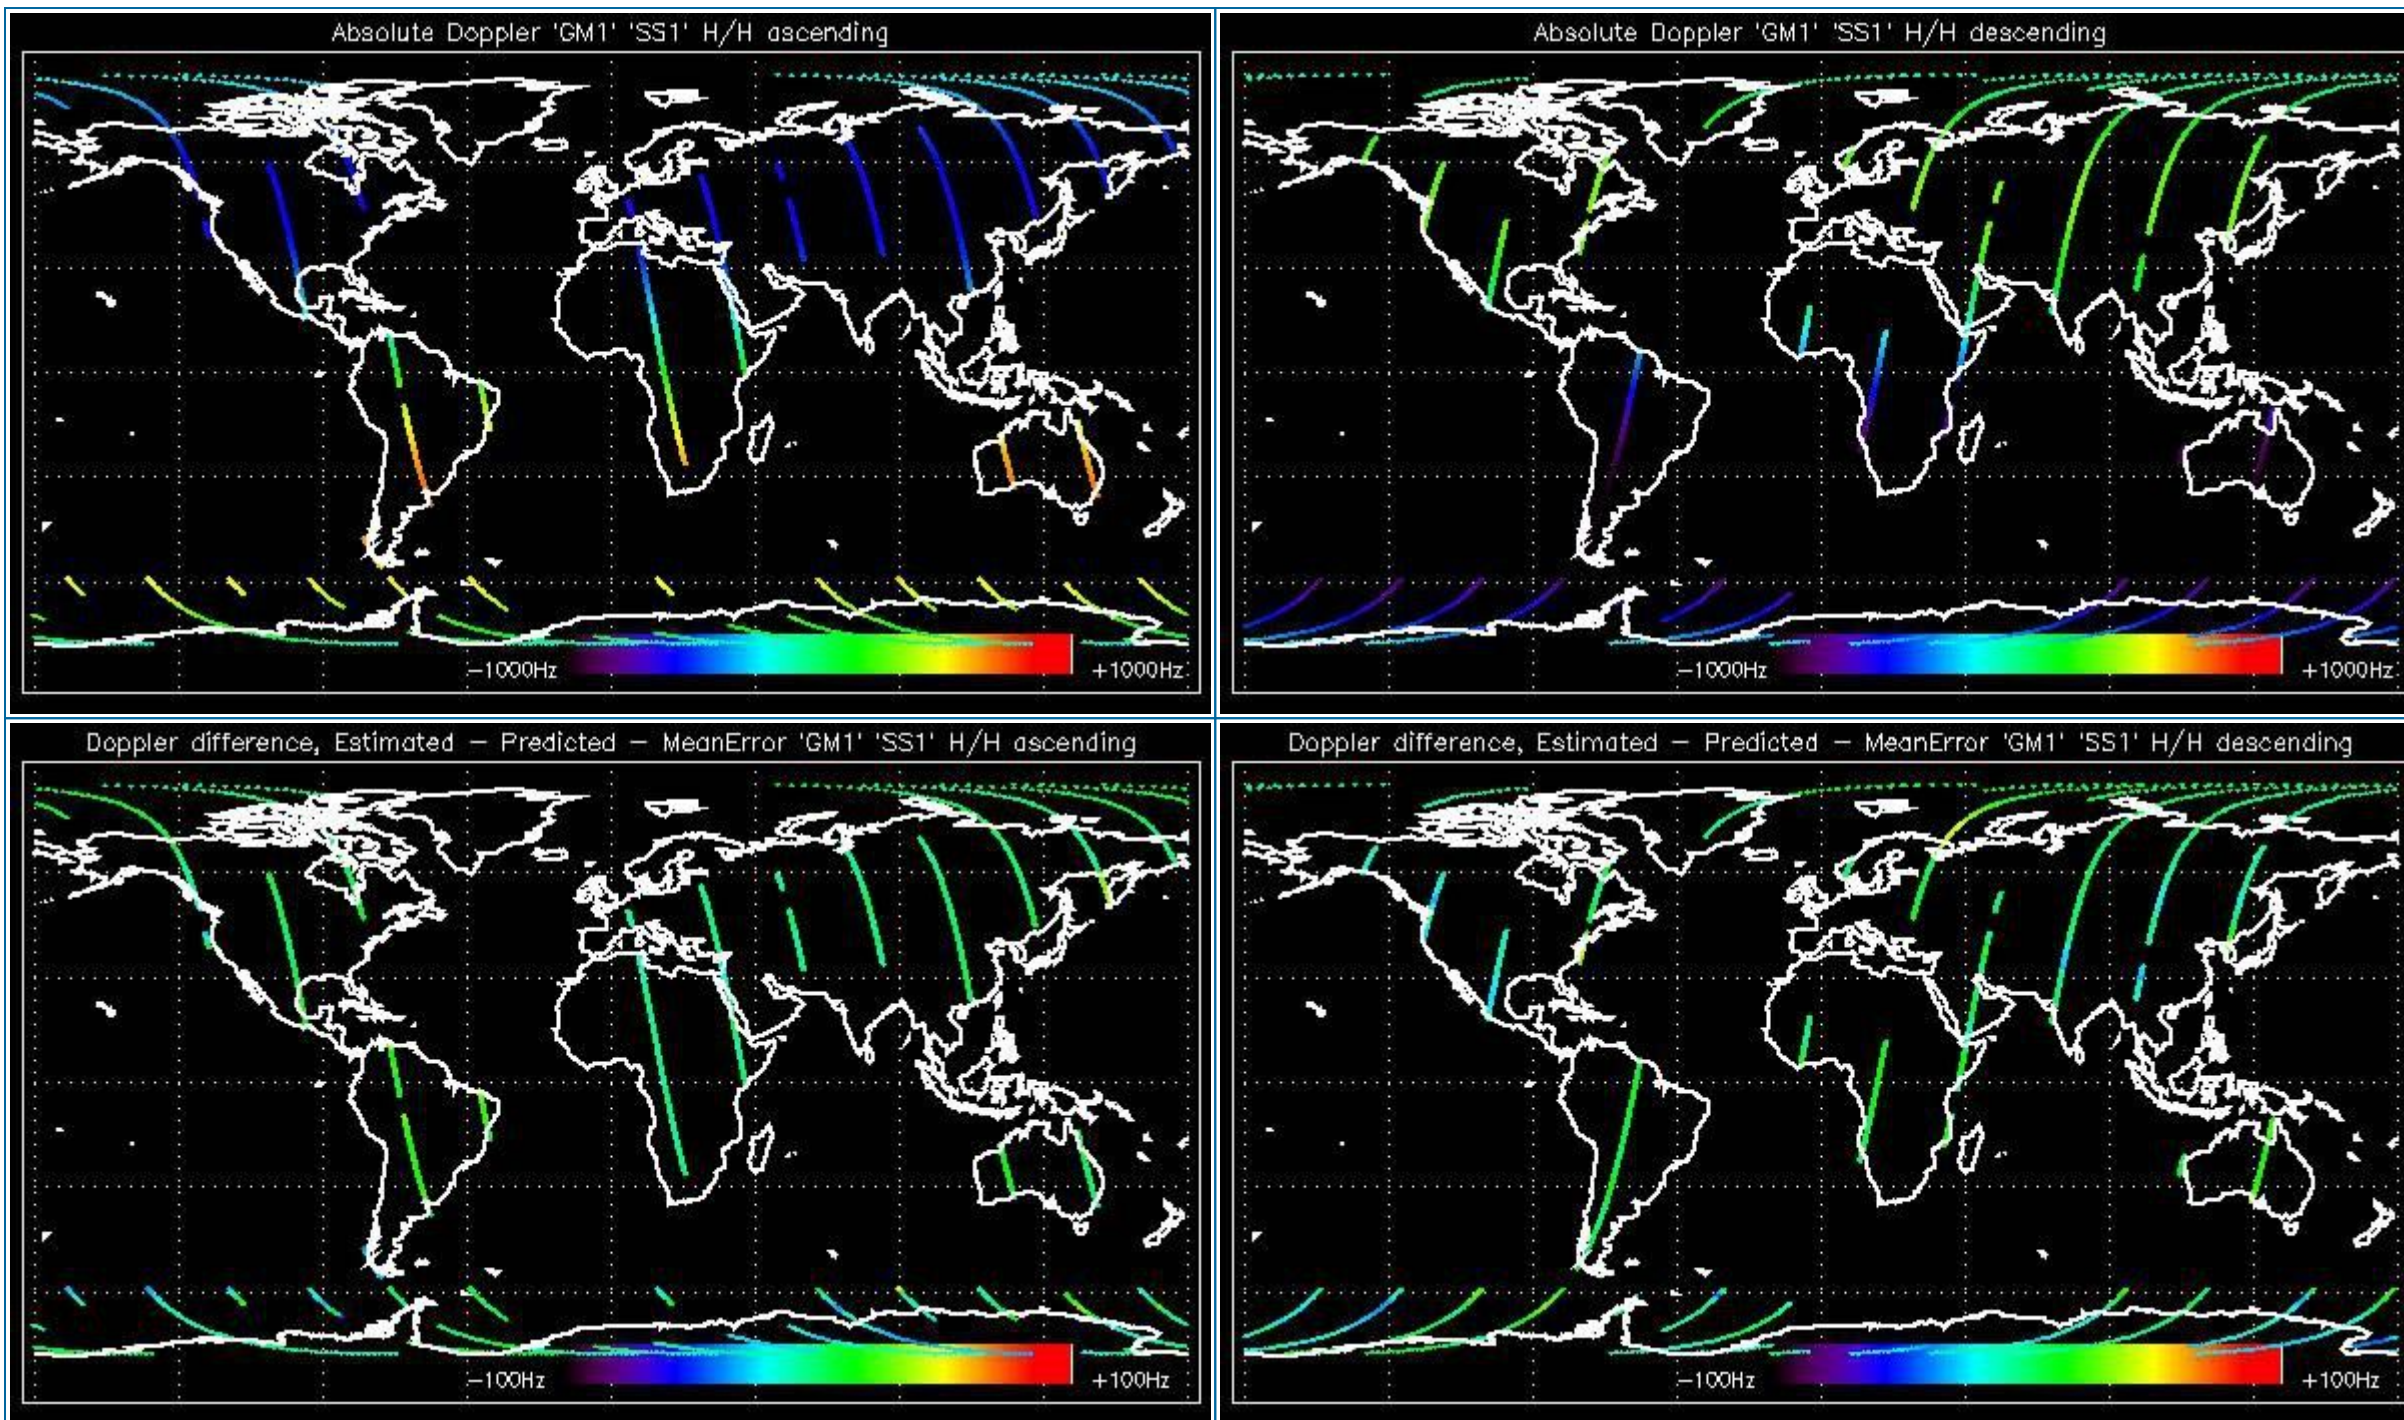 Absolute Doppler 'GM1' 'SS1' H/H ascending
-1000Hz
+1000Hz
Absolute Doppler 'GM1' 'SS1' H/H descending
-1000Hz
+1000Hz
Doppler difference, Estimated - Predicted - MeanError 'GM1' 'SS1' H/H ascending
-100Hz
+100Hz
Doppler difference, Estimated - Predicted - MeanError 'GM1' 'SS1' H/H descending
-100Hz
+100Hz